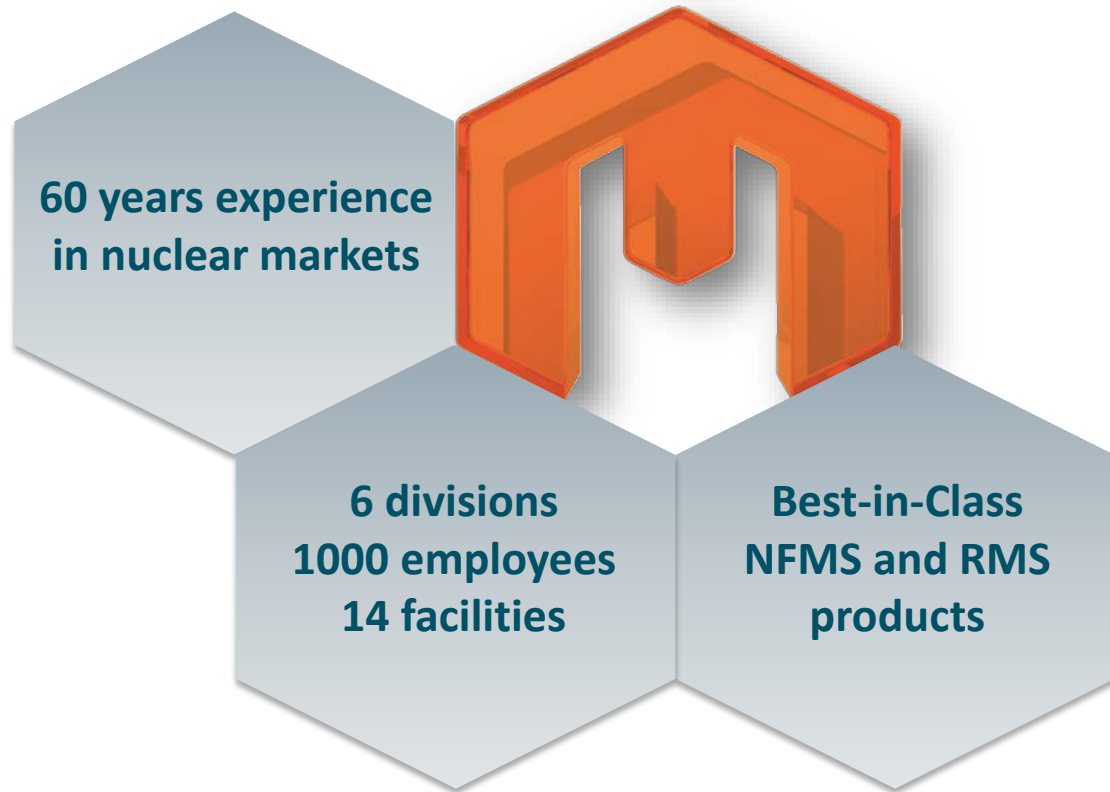 60 years experience
in nuclear markets
6 divisions
1000 employees
14 facilities
Best-in-Class
NFMS and RMS
products